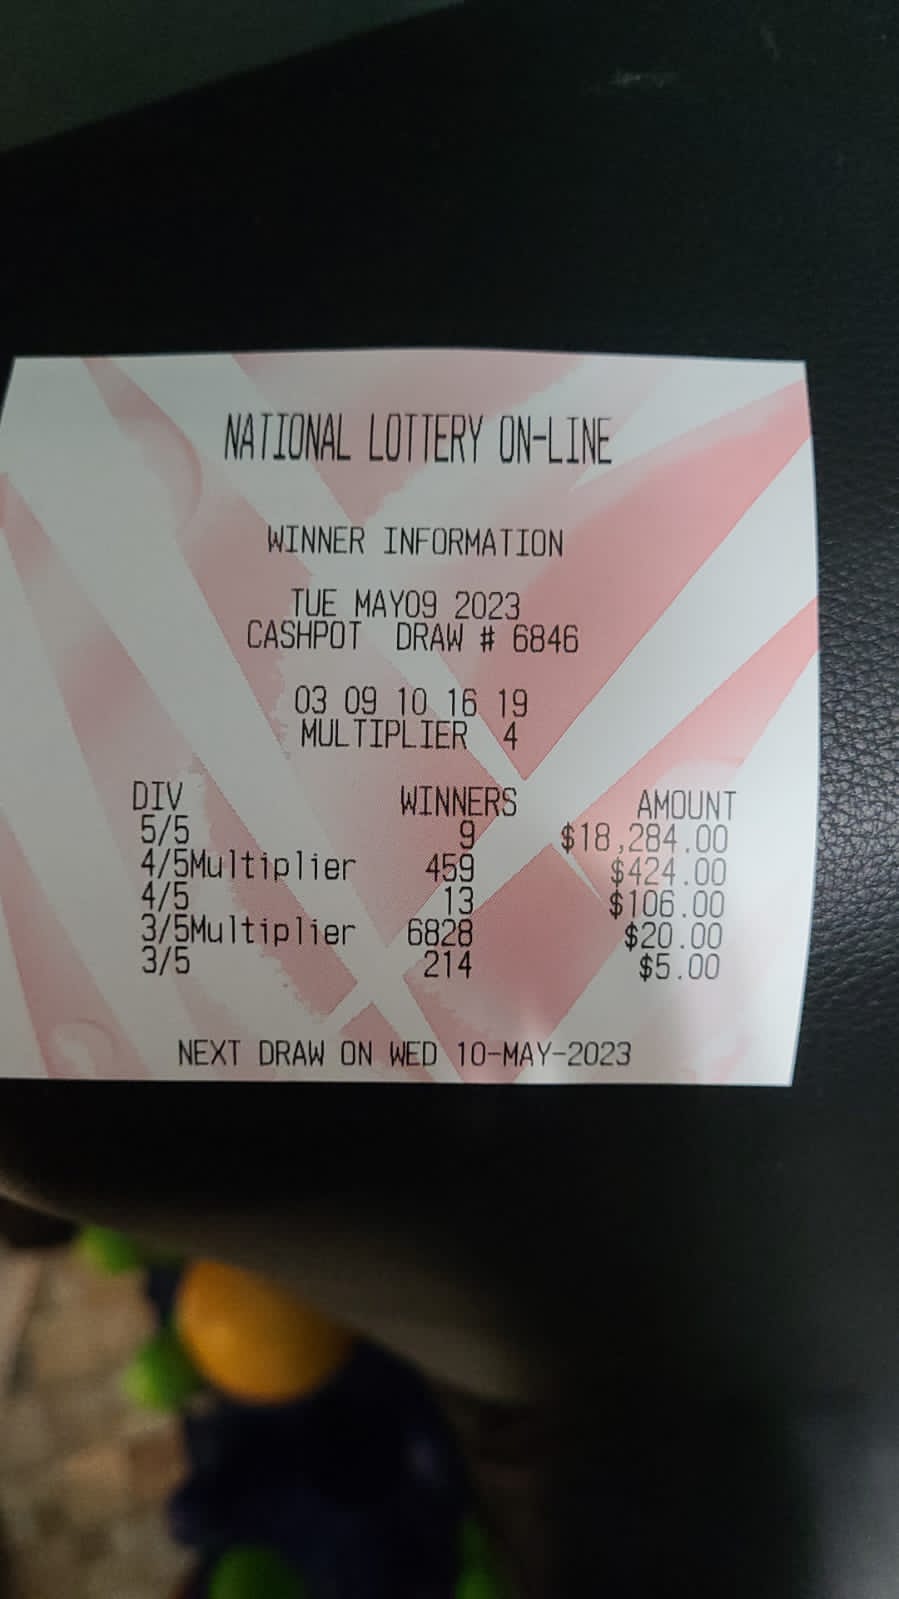 NATIONAL LOTTERY ON-LINE
WINNER INFORMATION
TUE MAY09 2023
CASHPOT DRAW # 6846
03 09 10 16 19
MULTIPLIER 4
DIV WINNERS AMOUNT
5/5 9 $18,284.00
4/5Multiplier 459 $424.00
4/5 13 $106.00
3/5Multiplier 6828 $20.00
3/5 214 $5.00
NEXT DRAW ON WED 10-MAY-2023